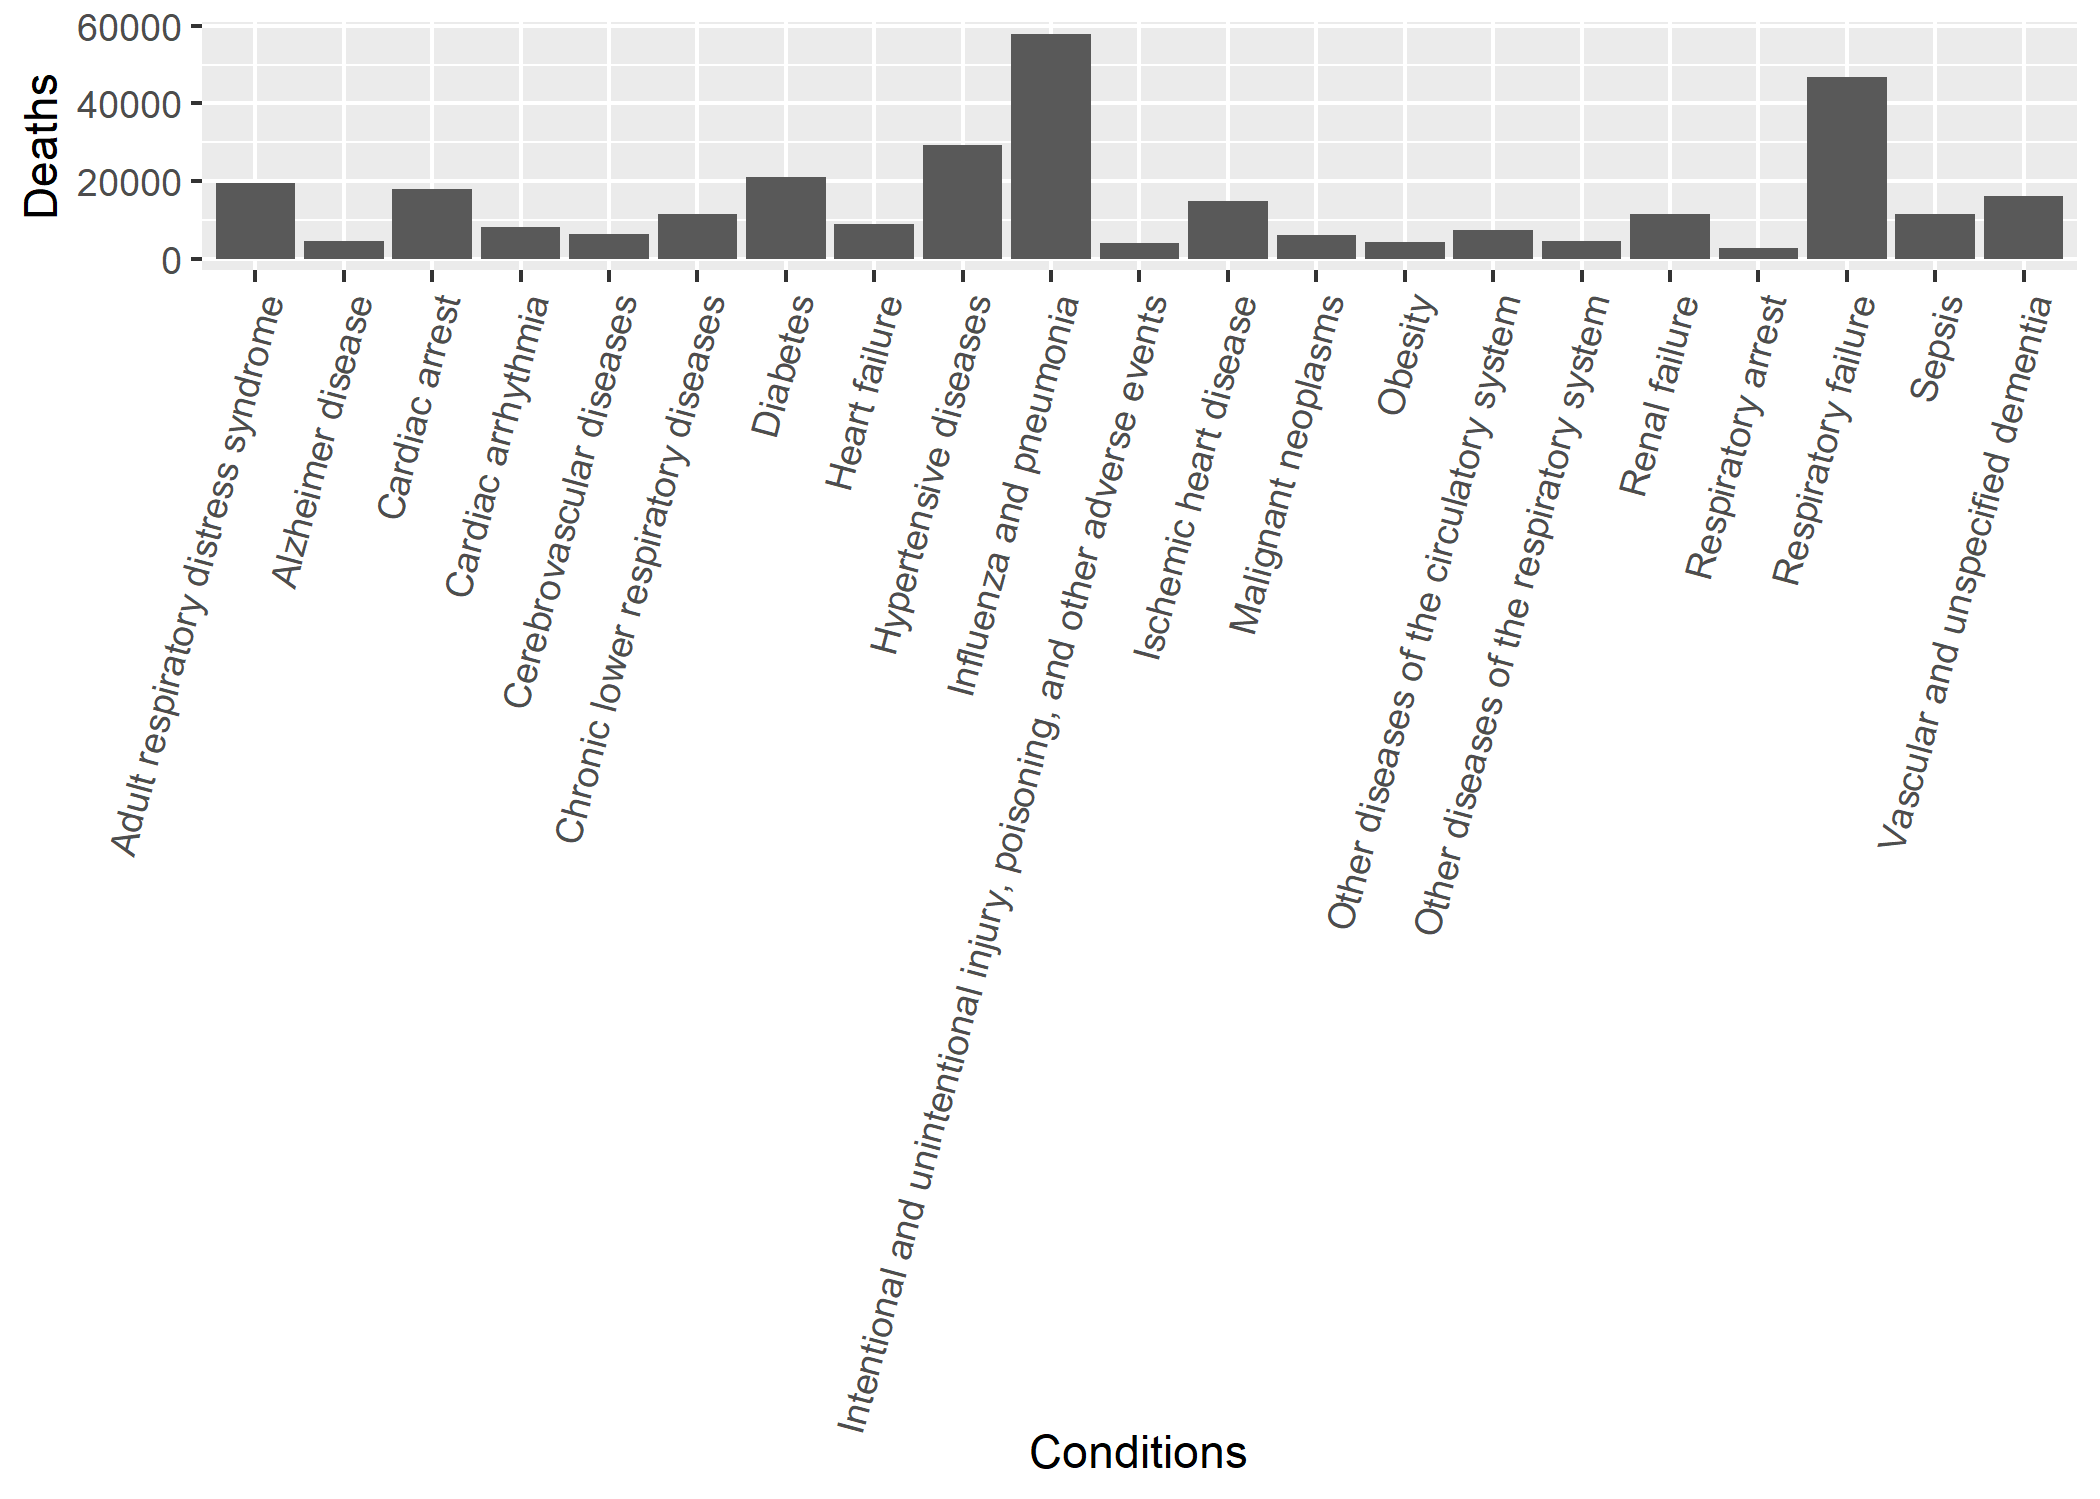 Deaths
60000
40000
20000
0
Adult respiratory distress syndrome
Alzheimer disease
Cardiac arrest
Cardiac arrhythmia
Cerebrovascular diseases
Chronic lower respiratory diseases
Diabetes
Heart failure
Hypertensive diseases
Influenza and pneumonia
Intentional and unintentional injury, poisoning, and other adverse events
Ischemic heart disease
Malignant neoplasms
Obesity
Other diseases of the circulatory system
Other diseases of the respiratory system
Renal failure
Respiratory arrest
Respiratory failure
Sepsis
Vascular and unspecified dementia
Conditions